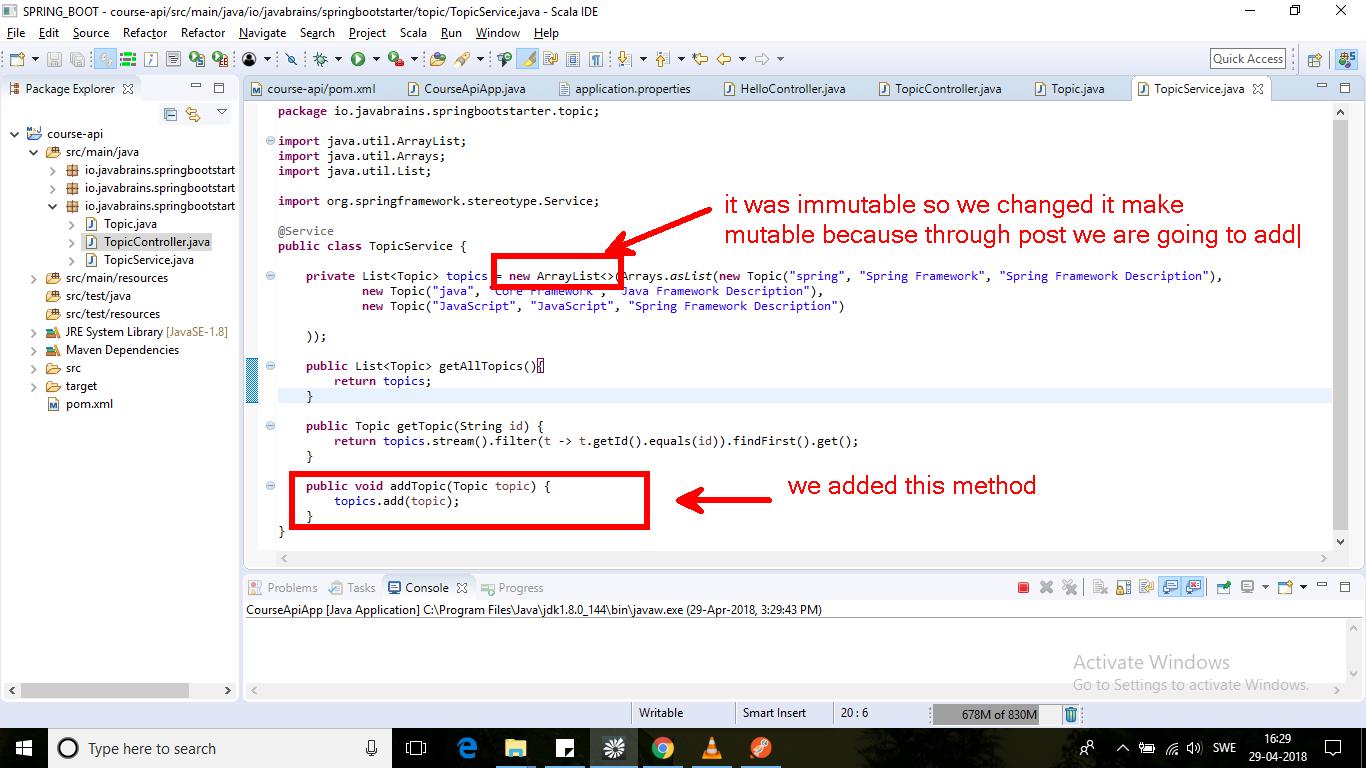 SPRING_BOOT - course-api/src/main/java/io/javabrains/springbootstarter/topic/TopicService.java - Scala IDE
File Edit Source Refactor Refactor Navigate Search Project Scala Run Window Help
Quick Access
Package Explorer
course-api/pom.xml CourseApiApp.java application.properties HelloController.java TopicController.java Topic.java TopicService.java
course-api
src/main/java
io.javabrains.springbootstart
io.javabrains.springbootstart
io.javabrains.springbootstart
Topic.java
TopicController.java
TopicService.java
src/main/resources
src/test/java
src/test/resources
JRE System Library [JavaSE-1.8]
Maven Dependencies
src
target
pom.xml
package io.javabrains.springbootstarter.topic;
import java.util.ArrayList;
import java.util.Arrays;
import java.util.List;
import org.springframework.stereotype.Service;
@Service
public class TopicService {
private List<Topic> topics = new ArrayList<>(Arrays.asList(new Topic("spring", "Spring Framework", "Spring Framework Description"),
new Topic("java", "Core Framework", "Java Framework Description"),
new Topic("JavaScript", "JavaScript", "Spring Framework Description")
));
public List<Topic> getAllTopics(){
return topics;
}
public Topic getTopic(String id) {
return topics.stream().filter(t -> t.getId().equals(id)).findFirst().get();
}
public void addTopic(Topic topic) {
topics.add(topic);
}
}
it was immutable so we changed it make
mutable because through post we are going to add
we added this method
Problems Tasks Console Progress
CourseApiApp [Java Application] C:\Program Files\Java\jdk1.8.0_144\bin\javaw.exe (29-Apr-2018, 3:29:43 PM)
Activate Windows
Go to Settings to activate Windows.
Writable Smart Insert 20 : 6 678M of 830M
Type here to search
SWE
16:29
29-04-2018